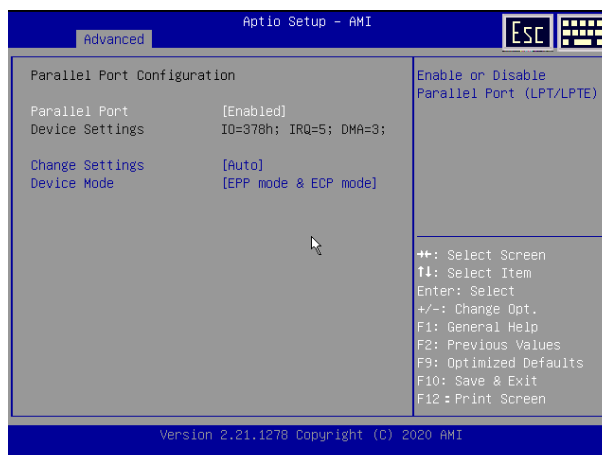 Aptio Setup – AMI
Advanced
Esc
Parallel Port Configuration
Parallel Port [Enabled]
Device Settings IO=378h; IRQ=5; DMA=3;
Change Settings [Auto]
Device Mode [EPP mode & ECP mode]
Enable or Disable
Parallel Port (LPT/LPTE)
→←: Select Screen
↑↓: Select Item
Enter: Select
+/-: Change Opt.
F1: General Help
F2: Previous Values
F9: Optimized Defaults
F10: Save & Exit
F12 : Print Screen
Version 2.21.1278 Copyright (C) 2020 AMI